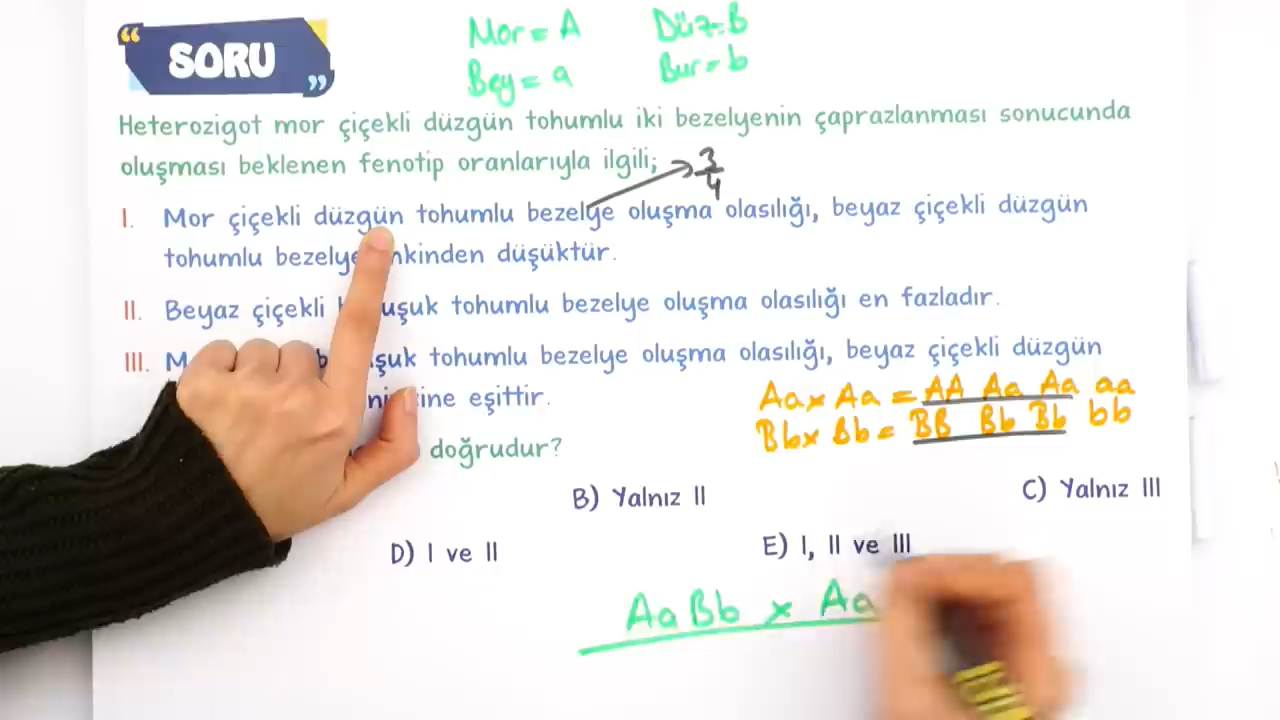 Mor = A Düz = B
Bey = a Bur = b
“ SORU ”
Heterozigot mor çiçekli düzgün tohumlu iki bezelyenin çaprazlanması sonucunda
oluşması beklenen fenotip oranlarıyla ilgili;
3/4
I. Mor çiçekli düzgün tohumlu bezelye oluşma olasılığı, beyaz çiçekli düzgün
tohumlu bezelye nkinden düşüktür.
II. Beyaz çiçekli b uşuk tohumlu bezelye oluşma olasılığı en fazladır.
III. M b şuk tohumlu bezelye oluşma olasılığı, beyaz çiçekli düzgün
ine eşittir.
Aa x Aa = AA Aa Aa aa
Bb x Bb = BB Bb Bb bb
doğrudur?
B) Yalnız II C) Yalnız III
D) I ve II E) I, II ve III
AaBb x Aa